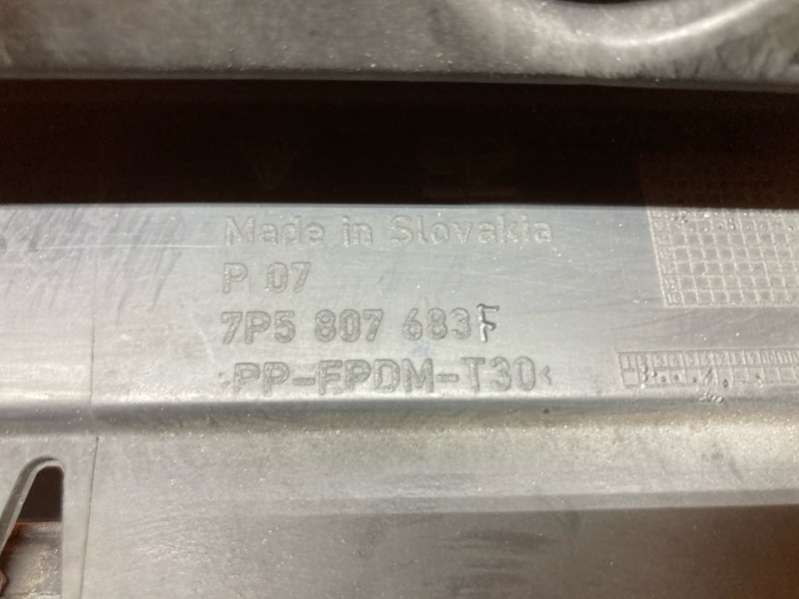 Made in Slovakia
P 07
7P5 807 683F
>PP-EPDM-T30<